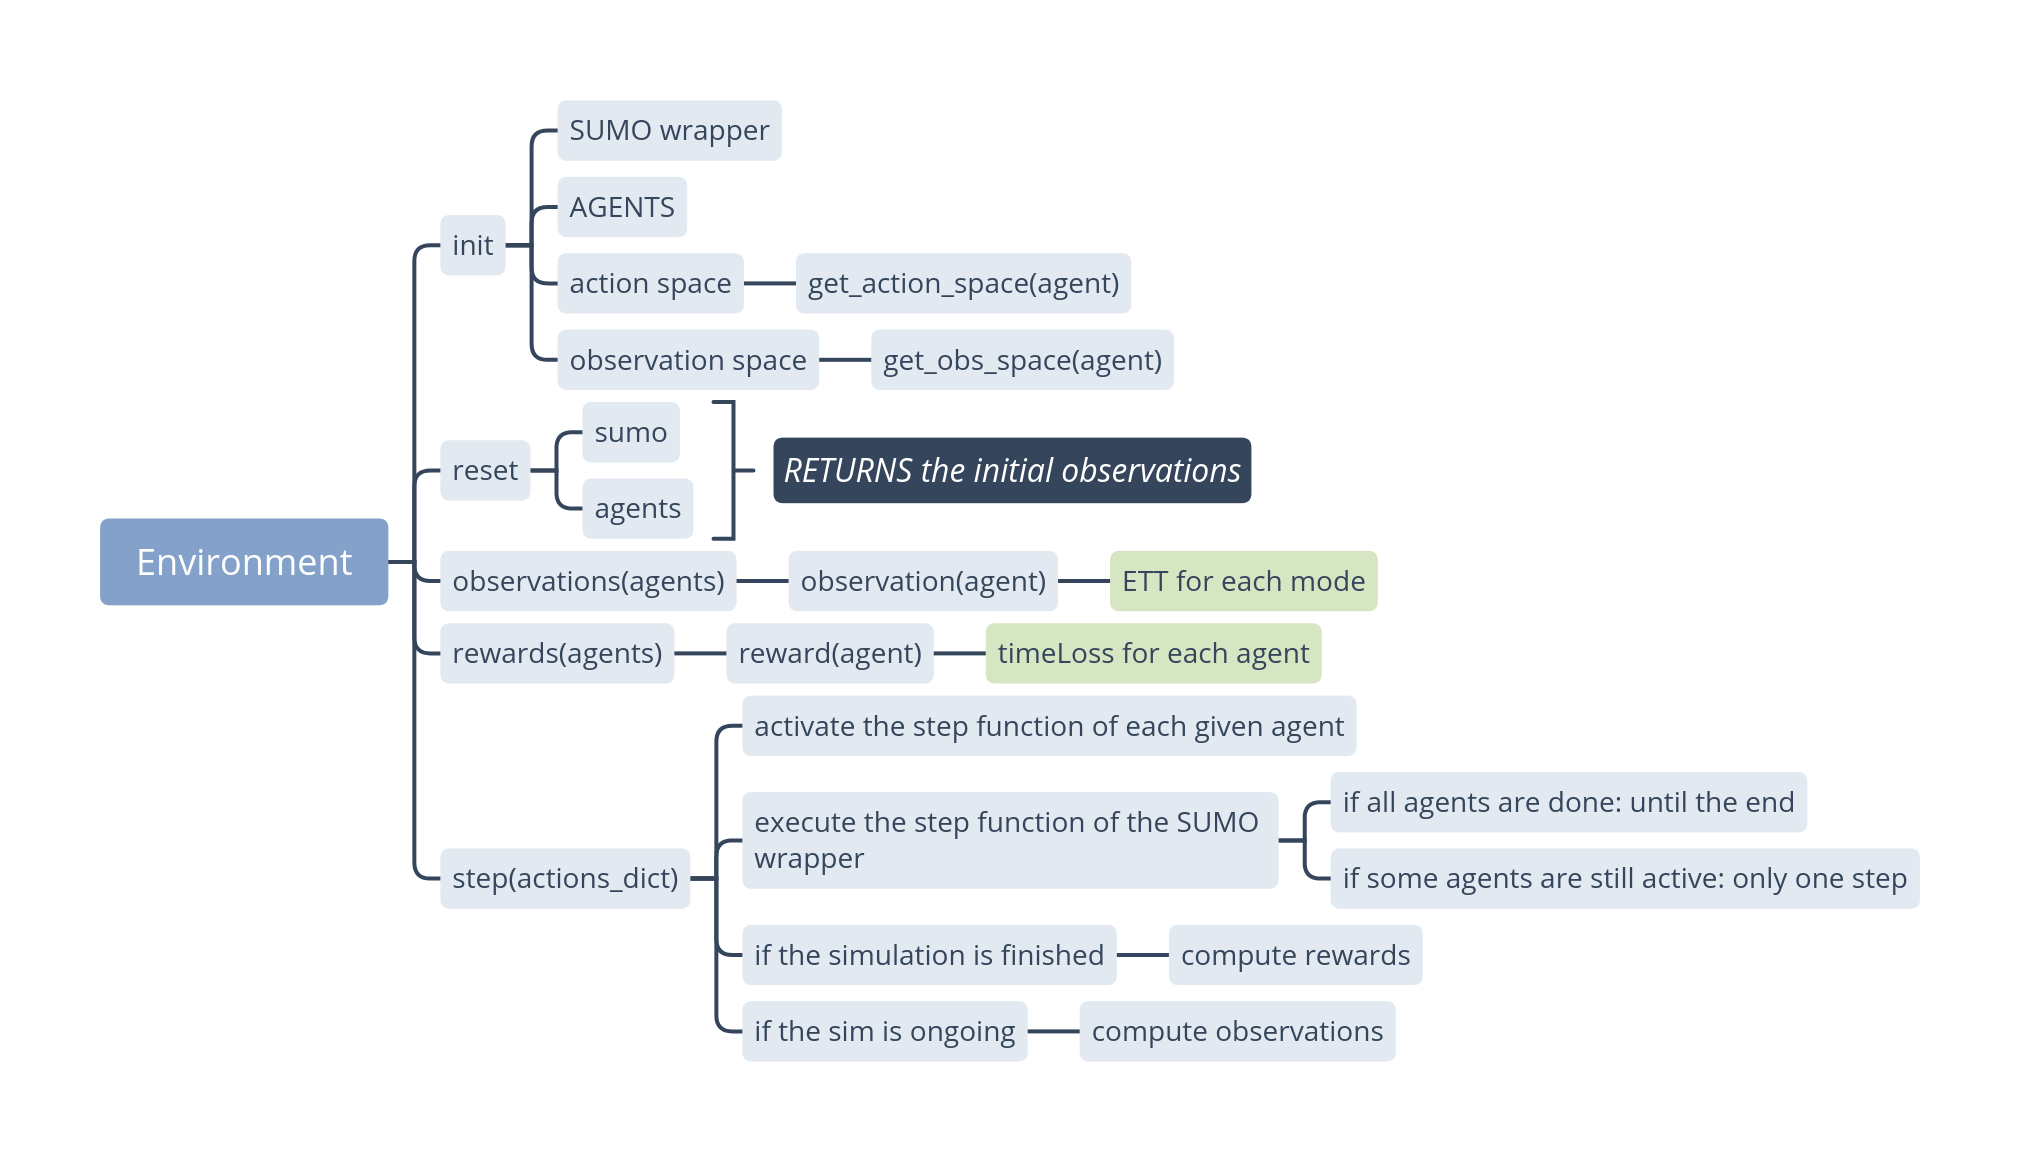 SUMO wrapper
AGENTS
init
action space
get_action_space(agent)
observation space
get_obs_space(agent)
sumo
reset
RETURNS the initial observations
agents
Environment
observations(agents)
observation(agent)
ETT for each mode
rewards(agents)
reward(agent)
timeLoss for each agent
activate the step function of each given agent
execute the step function of the SUMO
wrapper
if all agents are done: until the end
if some agents are still active: only one step
step(actions_dict)
if the simulation is finished
compute rewards
if the sim is ongoing
compute observations